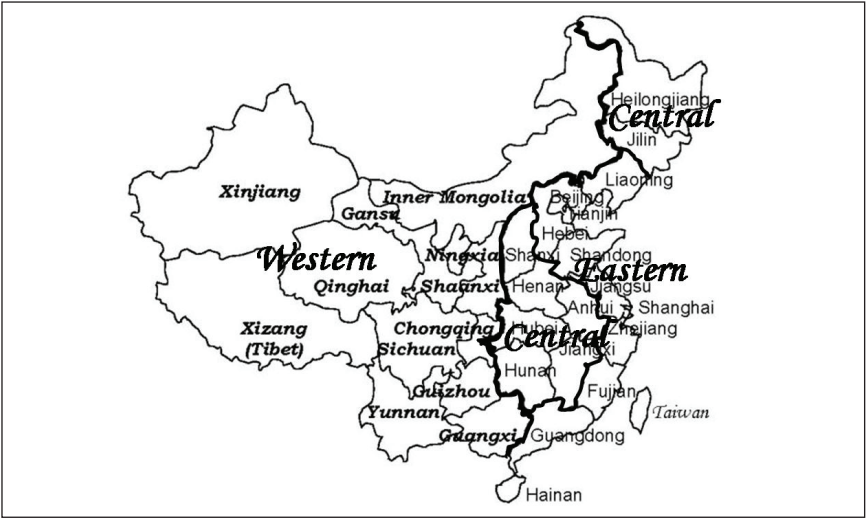 Heilongjiang
Central
Jilin
Liaoning
Xinjiang
Inner Mongolia
Beijing
Gansu
Tianjin
Hebei
Western
Ningxia
Shanxi
Shandong
Eastern
Qinghai
Shaanxi
Henan
Jiangsu
Anhui
Shanghai
Xizang
(Tibet)
Chongqing
Hubei
Central
Zhejiang
Sichuan
Jiangxi
Hunan
Guizhou
Fujian
Yunnan
Taiwan
Guangxi
Guangdong
Hainan